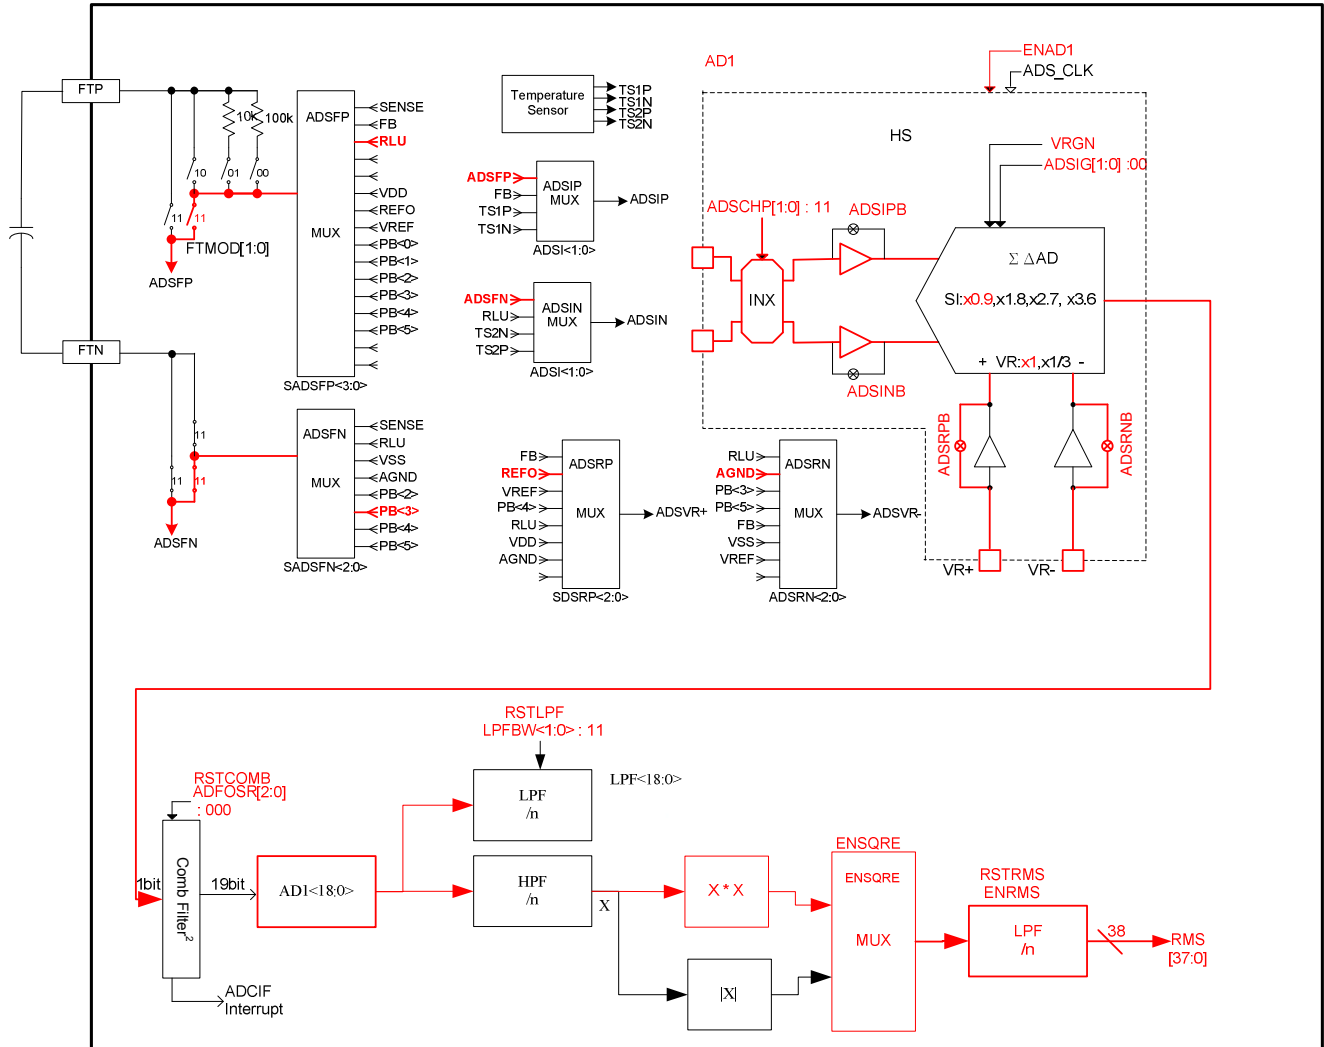 FTP
10k
100k
10
01
00
11
11
FTMOD[1:0]
ADSFP
FTN
11
11
11
ADSFN
ADSFP
MUX
SENSE
FB
RLU
VDD
REFO
VREF
PB<0>
PB<1>
PB<2>
PB<3>
PB<4>
PB<5>
SADSFP<3:0>
ADSFN
MUX
SENSE
RLU
VSS
AGND
PB<2>
PB<3>
PB<4>
PB<5>
SADSFN<2:0>
Temperature
Sensor
TS1P
TS1N
TS2P
TS2N
ADSFP
FB
TS1P
TS1N
ADSIP
MUX
ADSIP
ADSI<1:0>
ADSFN
RLU
TS2N
TS2P
ADSIN
MUX
ADSIN
ADSI<1:0>
FB
REFO
VREF
PB<4>
RLU
VDD
AGND
ADSRP
MUX
ADSVR+
SDSRP<2:0>
RLU
AGND
PB<3>
PB<5>
FB
VSS
VREF
ADSRN
MUX
ADSVR-
ADSRN<2:0>
AD1
ENAD1
ADS_CLK
HS
VRGN
ADSIG[1:0] :00
ADSCHP[1:0] : 11
ADSIPB
INX
ADSINB
Σ ΔAD
SI:x0.9,x1.8,x2.7, x3.6
+ VR:x1,x1/3 -
ADSRPB
ADSRNB
VR+
VR-
RSTLPF
LPFBW<1:0> : 11
LPF
/n
LPF<18:0>
RSTCOMB
ADFOSR[2:0]
: 000
1bit
Comb Filter2
19bit
AD1<18:0>
HPF
/n
X
X * X
|X|
ENSQRE
ENSQRE
MUX
RSTRMS
ENRMS
LPF
/n
38
RMS
[37:0]
ADCIF
Interrupt